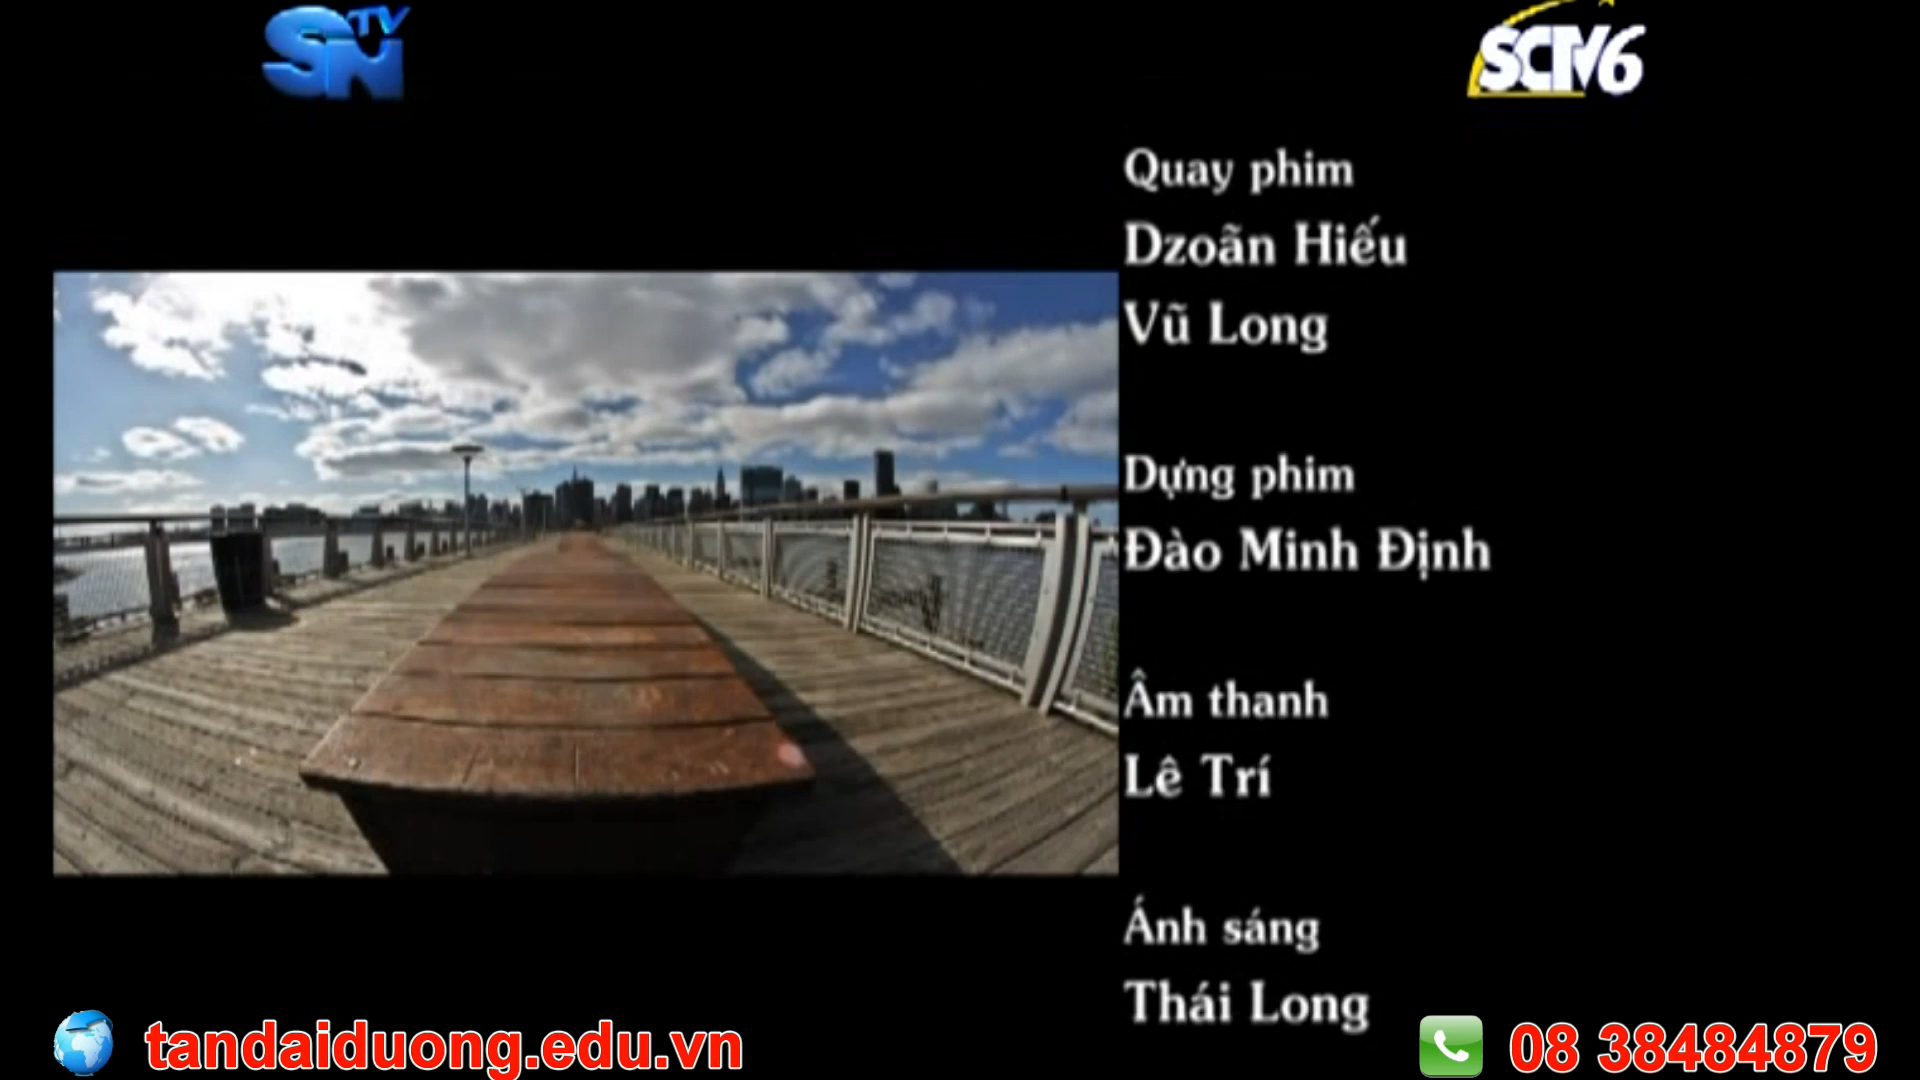 SNTV
SCTV6
Quay phim
Dzoãn Hiếu
Vũ Long
Dựng phim
Đào Minh Định
Âm thanh
Lê Trí
Ánh sáng
Thái Long
tandaiduong.edu.vn
08 38484879